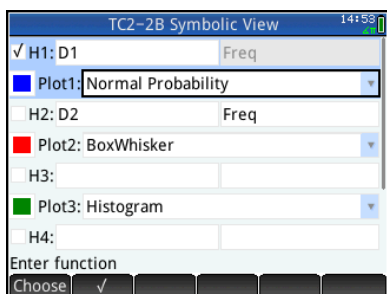 TC2-2B Symbolic View 14:53
√ H1: D1 Freq
Plot1: Normal Probability
H2: D2 Freq
Plot2: BoxWhisker
H3:
Plot3: Histogram
H4:
Enter function
Choose √